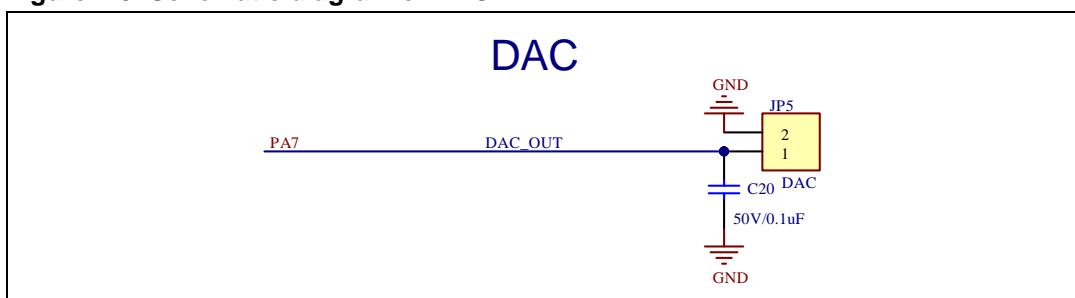 DAC
GND
JP5
2
PA7
DAC_OUT
1
C20
DAC
50V/0.1uF
GND